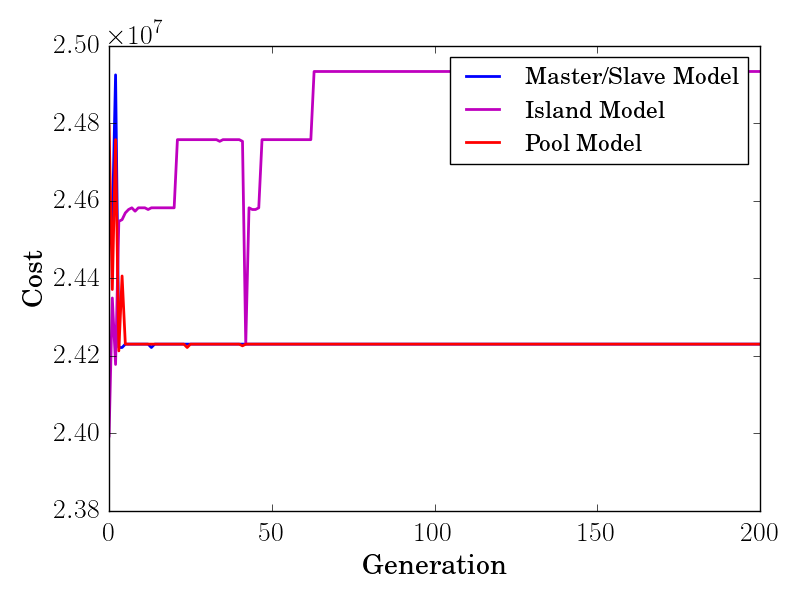 ×10⁷
2.50
2.48
2.46
2.44
2.42
2.40
2.38
Cost
Master/Slave Model
Island Model
Pool Model
0
50
100
150
200
Generation